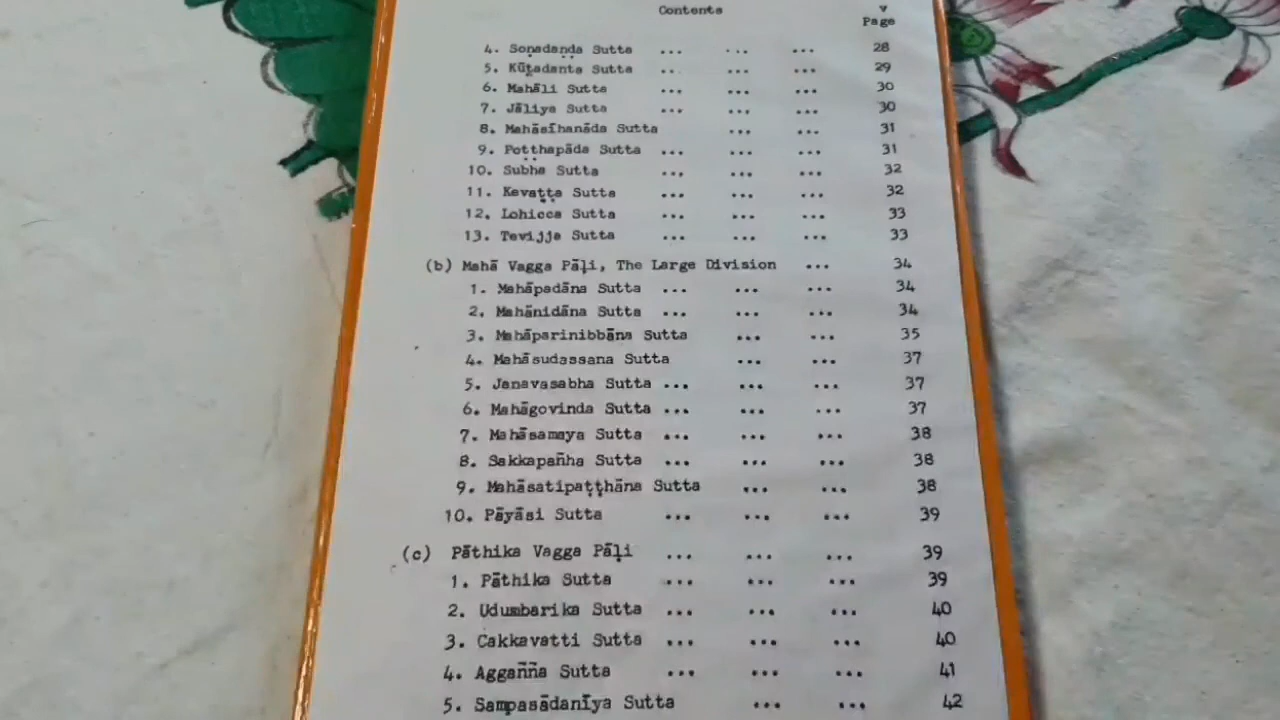 Contents v
Page
4. Soṇadaṇḍa Sutta ... ... ... 28
5. Kūṭadanta Sutta ... ... ... 29
6. Mahāli Sutta ... ... ... 30
7. Jāliya Sutta ... ... ... 30
8. Mahāsīhanāda Sutta ... ... 31
9. Poṭṭhapāda Sutta ... ... ... 31
10. Subha Sutta ... ... ... 32
11. Kevaṭṭa Sutta ... ... ... 32
12. Lohicca Sutta ... ... ... 33
13. Tevijja Sutta ... ... ... 33
(b) Mahā Vagga Pāḷi, The Large Division ... 34
1. Mahāpadāna Sutta ... ... ... 34
2. Mahānidāna Sutta ... ... ... 34
3. Mahāparinibbāna Sutta ... ... 35
4. Mahāsudassana Sutta ... ... 37
5. Janavasabha Sutta ... ... ... 37
6. Mahāgovinda Sutta ... ... ... 37
7. Mahāsamaya Sutta ... ... ... 38
8. Sakkapañha Sutta ... ... ... 38
9. Mahāsatipaṭṭhāna Sutta ... ... 38
10. Pāyāsi Sutta ... ... ... 39
(c) Pāthika Vagga Pāḷi ... ... ... 39
1. Pāthika Sutta ... ... ... 39
2. Udumbarika Sutta ... ... ... 40
3. Cakkavatti Sutta ... ... ... 40
4. Aggañña Sutta ... ... ... 41
5. Sampasādanīya Sutta ... ... 42